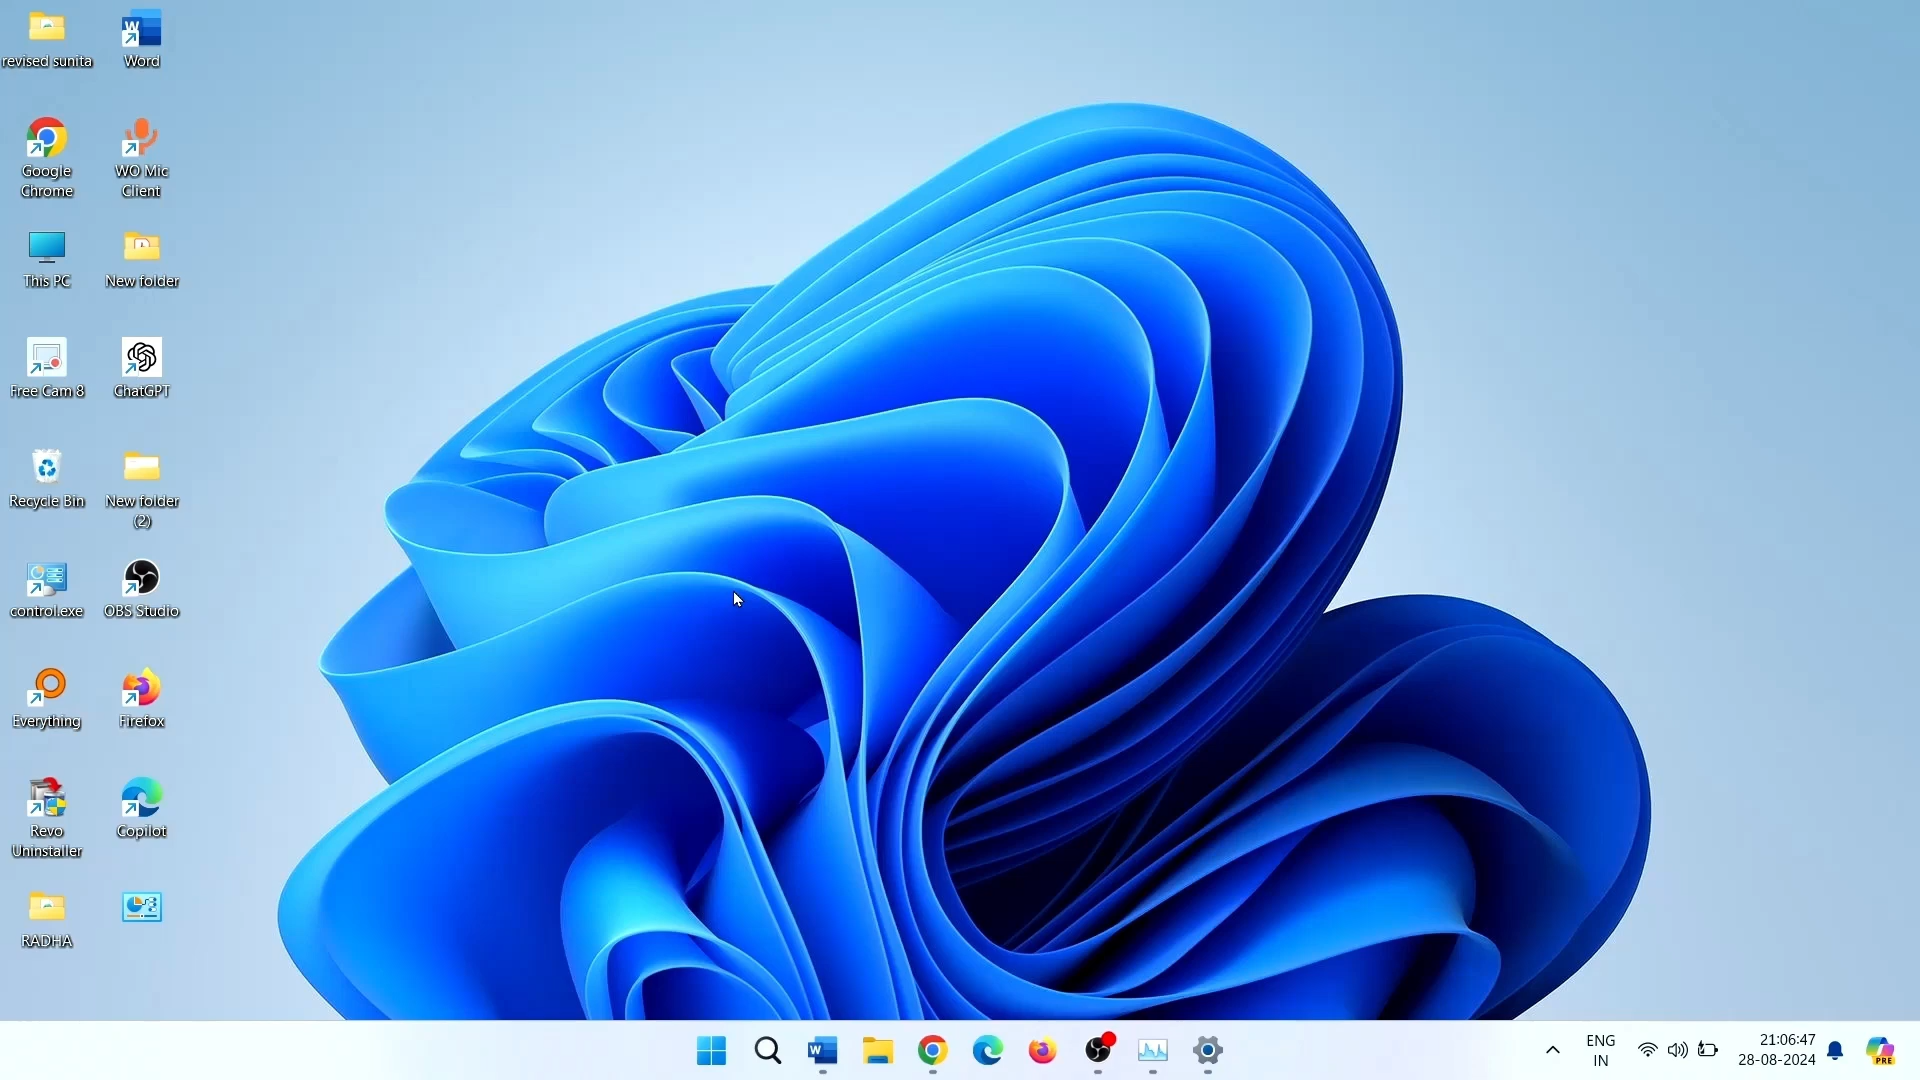 revised sunita
Word
Google
Chrome
WO Mic
Client
This PC
New folder
Free Cam 8
ChatGPT
Recycle Bin
New folder
(2)
control.exe
OBS Studio
Everything
Firefox
Revo
Uninstaller
Copilot
RADHA
W
W
ENG
IN
21:06:47
28-08-2024
PRE